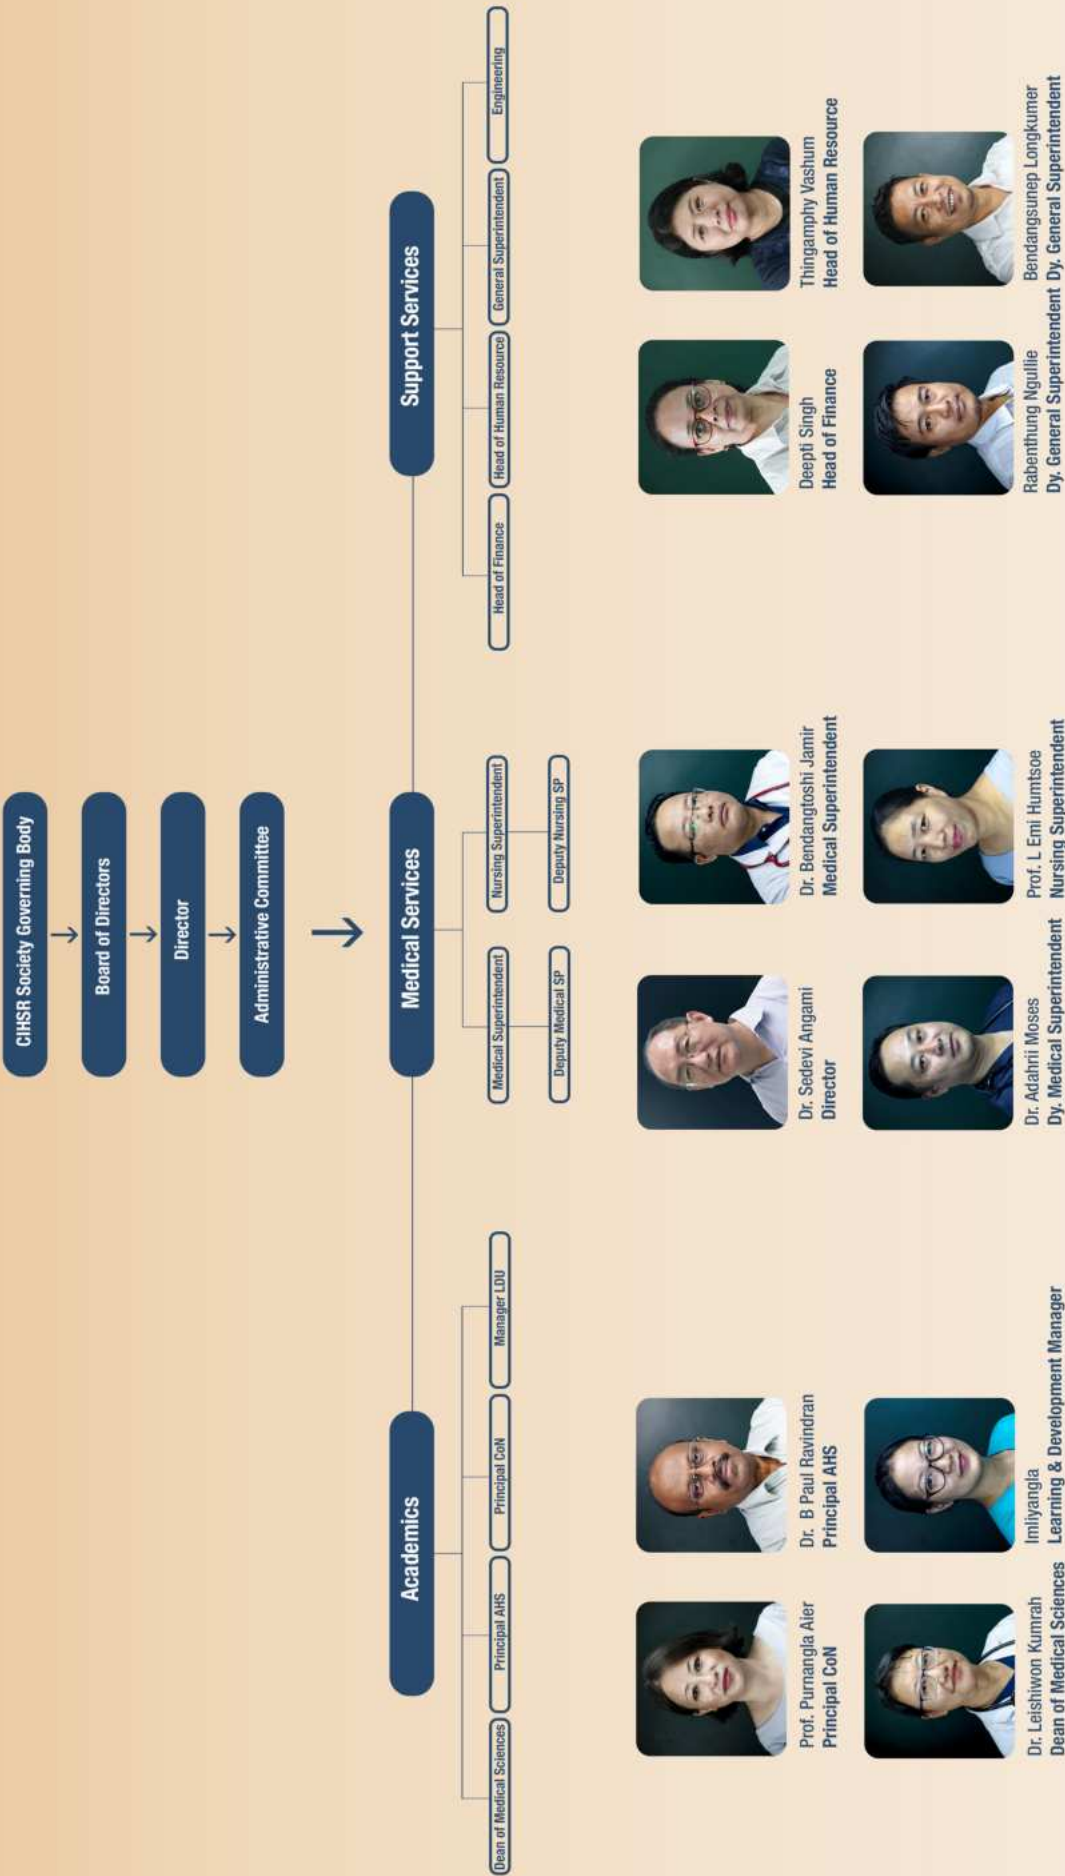 CIHSR Society Governing Body
Board of Directors
Director
Administrative Committee
Academics
Medical Services
Support Services
Dean of Medical Sciences
Principal AHS
Principal CoN
Manager LDU
Medical Superintendent
Nursing Superintendent
Head of Finance
Head of Human Resource
General Superintendent
Engineering
Deputy Medical SP
Deputy Nursing SP
Prof. Purnangla Aier
Principal CoN
Dr. B Paul Ravindran
Principal AHS
Dr. Sedevi Angami
Director
Dr. Bendangtoshi Jamir
Medical Superintendent
Deepti Singh
Head of Finance
Thingamphy Vashum
Head of Human Resource
Dr. Leishiwon Kumrah
Dean of Medical Sciences
Imliyangla
Learning & Development Manager
Dr. Adahrii Moses
Dy. Medical Superintendent
Prof. L Emi Humtsoe
Nursing Superintendent
Rabenthung Ngullie
Dy. General Superintendent
Bendangsunep Longkumer
Dy. General Superintendent